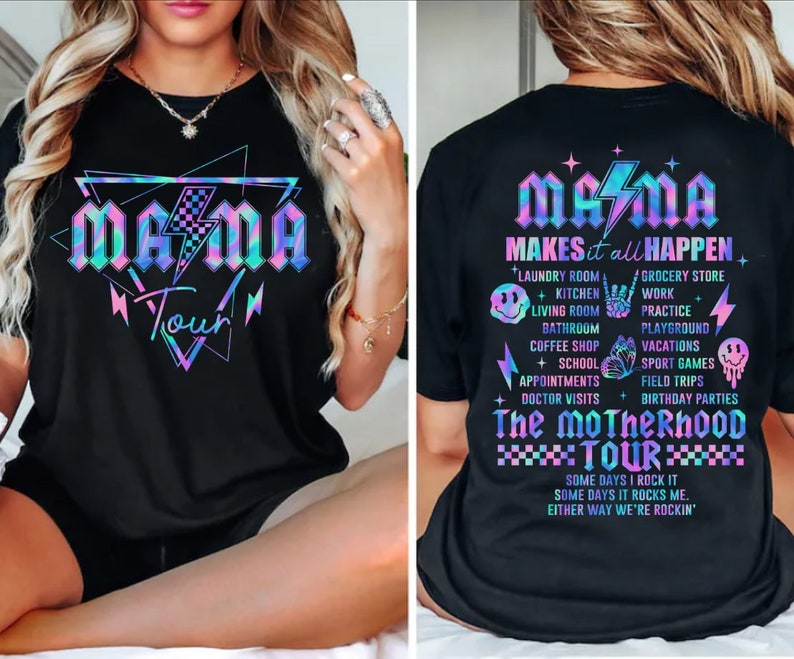 MAMA
Tour
MAMA
MAKES it all HAPPEN
LAUNDRY ROOM GROCERY STORE
KITCHEN WORK
LIVING ROOM PRACTICE
BATHROOM PLAYGROUND
COFFEE SHOP VACATIONS
SCHOOL SPORT GAMES
APPOINTMENTS FIELD TRIPS
DOCTOR VISITS BIRTHDAY PARTIES
The MOTHERHOOD
TOUR
SOME DAYS I ROCK IT
SOME DAYS IT ROCKS ME.
EITHER WAY WE'RE ROCKIN'